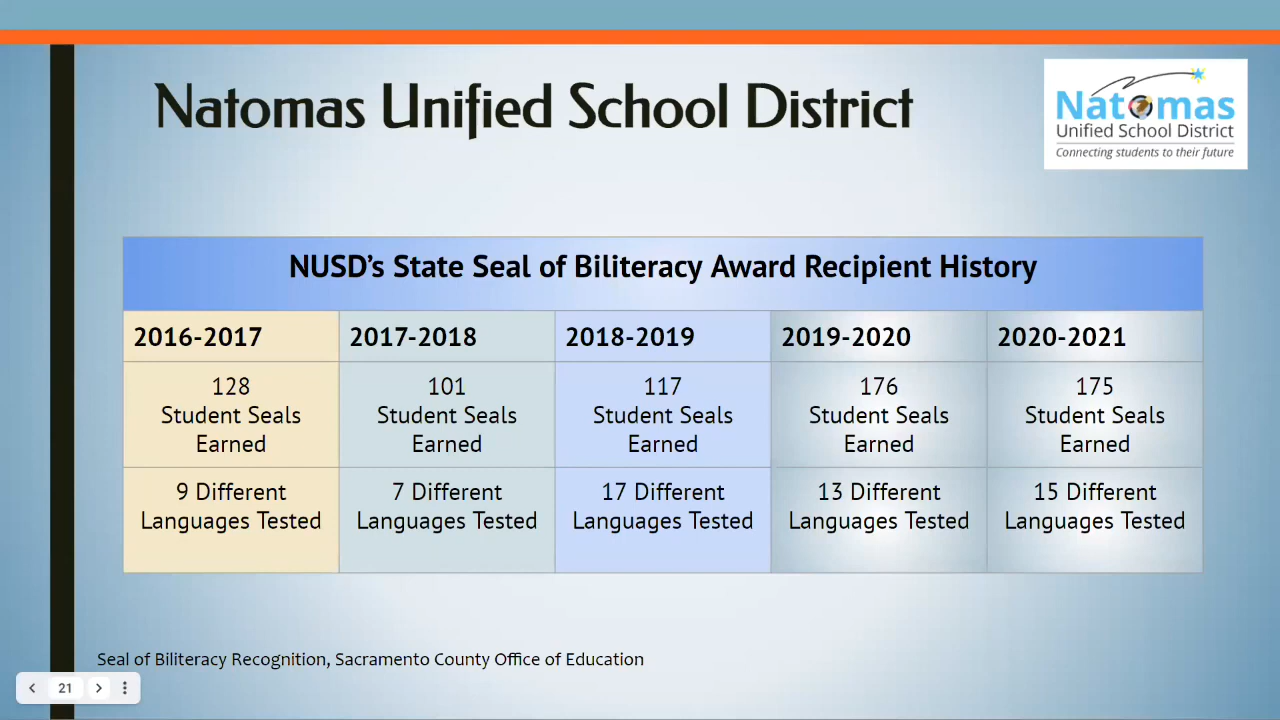 Natomas Unified School District
Natomas
Unified School District
Connecting students to their future
NUSD's State Seal of Biliteracy Award Recipient History
2016-2017 2017-2018 2018-2019 2019-2020 2020-2021
128 101 117 176 175
Student Seals Student Seals Student Seals Student Seals Student Seals
Earned Earned Earned Earned Earned
9 Different 7 Different 17 Different 13 Different 15 Different
Languages Tested Languages Tested Languages Tested Languages Tested Languages Tested
Seal of Biliteracy Recognition, Sacramento County Office of Education
21